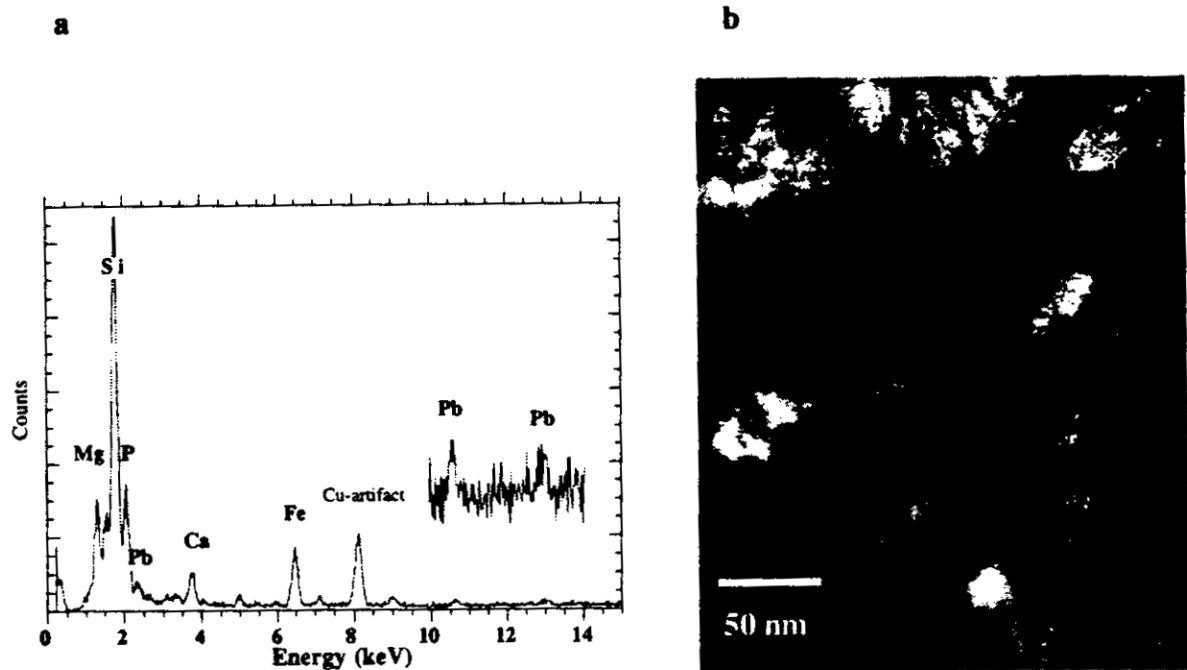 a
b
Si
Counts
Mg
P
Pb
Ca
Fe
Cu-artifact
Pb
Pb
0
2
4
6
8
10
12
14
Energy (keV)
50 nm